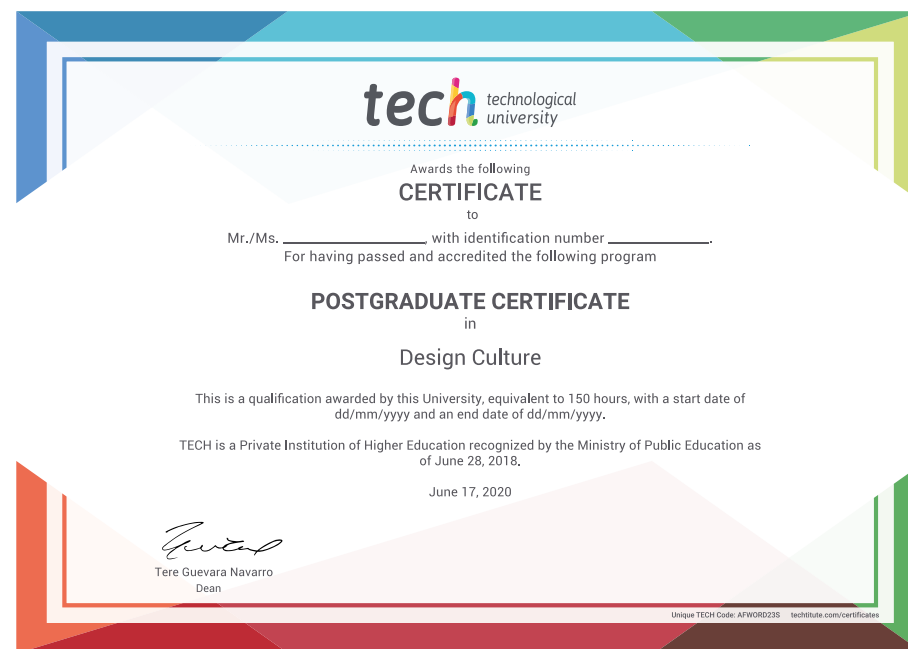 tech technological
university
Awards the following
CERTIFICATE
to
Mr./Ms. ____________________, with identification number ______________.
For having passed and accredited the following program
POSTGRADUATE CERTIFICATE
in
Design Culture
This is a qualification awarded by this University, equivalent to 150 hours, with a start date of
dd/mm/yyyy and an end date of dd/mm/yyyy.
TECH is a Private Institution of Higher Education recognized by the Ministry of Public Education as
of June 28, 2018.
June 17, 2020
Tere Guevara Navarro
Dean
Unique TECH Code: AFWORD23S techtitute.com/certificates